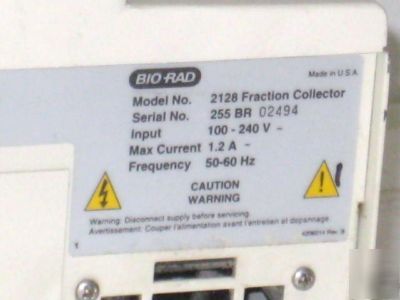 BIO-RAD
Made in U.S.A.
Model No. 2128 Fraction Collector
Serial No. 255 BR 02494
Input 100 - 240 V ~
Max Current 1.2 A ~
Frequency 50-60 Hz
CAUTION
WARNING
Warning: Disconnect supply before servicing.
Avertissement: Couper l'alimentation avant l'entretien et depannage.